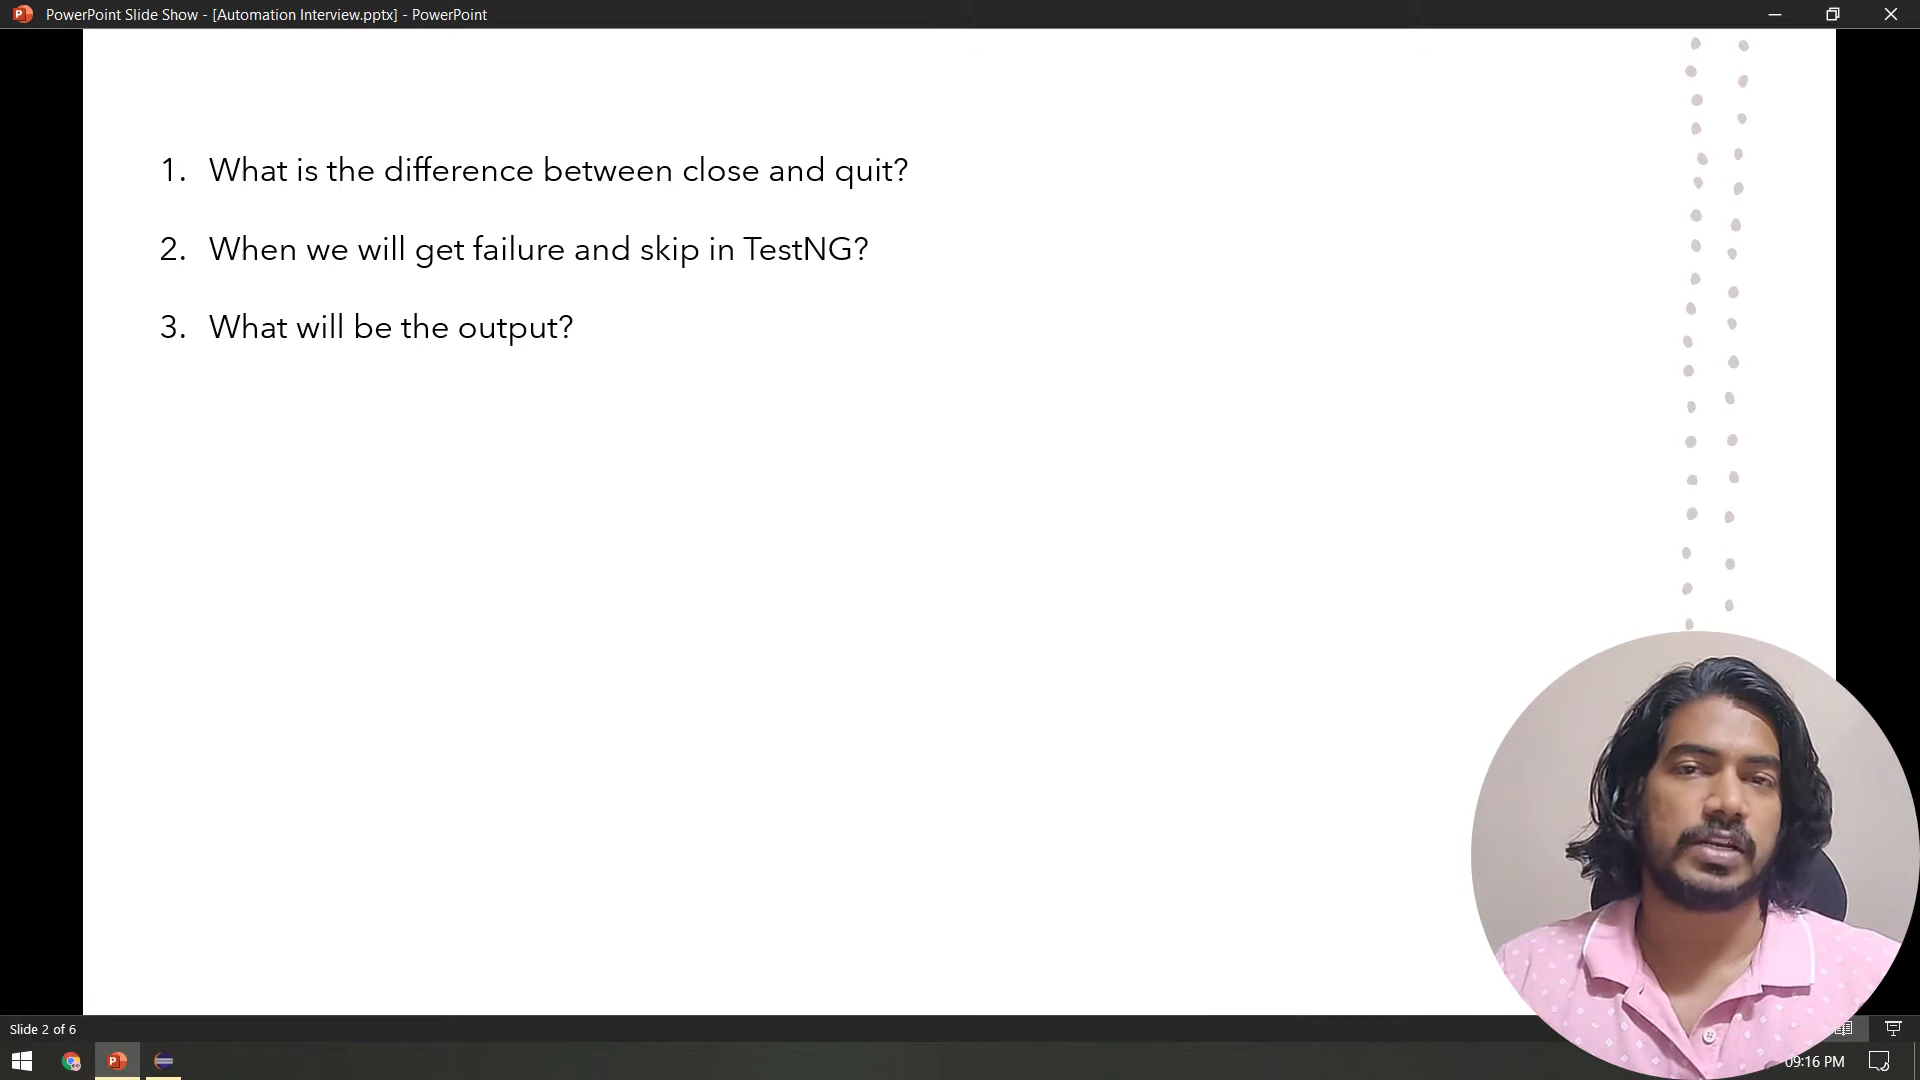 PowerPoint Slide Show - [Automation Interview.pptx] - PowerPoint
1. What is the difference between close and quit?
2. When we will get failure and skip in TestNG?
3. What will be the output?
Slide 2 of 6
09:16 PM